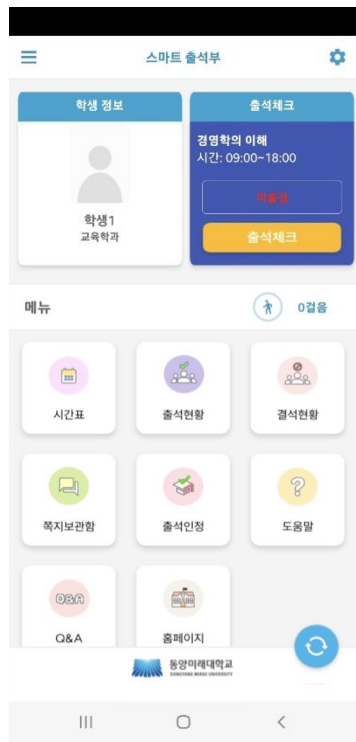 스마트 출석부
학생 정보
학생1
교육학과
출석체크
경영학의 이해
시간: 09:00~18:00
미출결
출석체크
메뉴
0걸음
시간표
출석현황
결석현황
쪽지보관함
출석인정
도움말
Q&A
Q&A
홈페이지
동양미래대학교
DONGYANG MIRAE UNIVERSITY